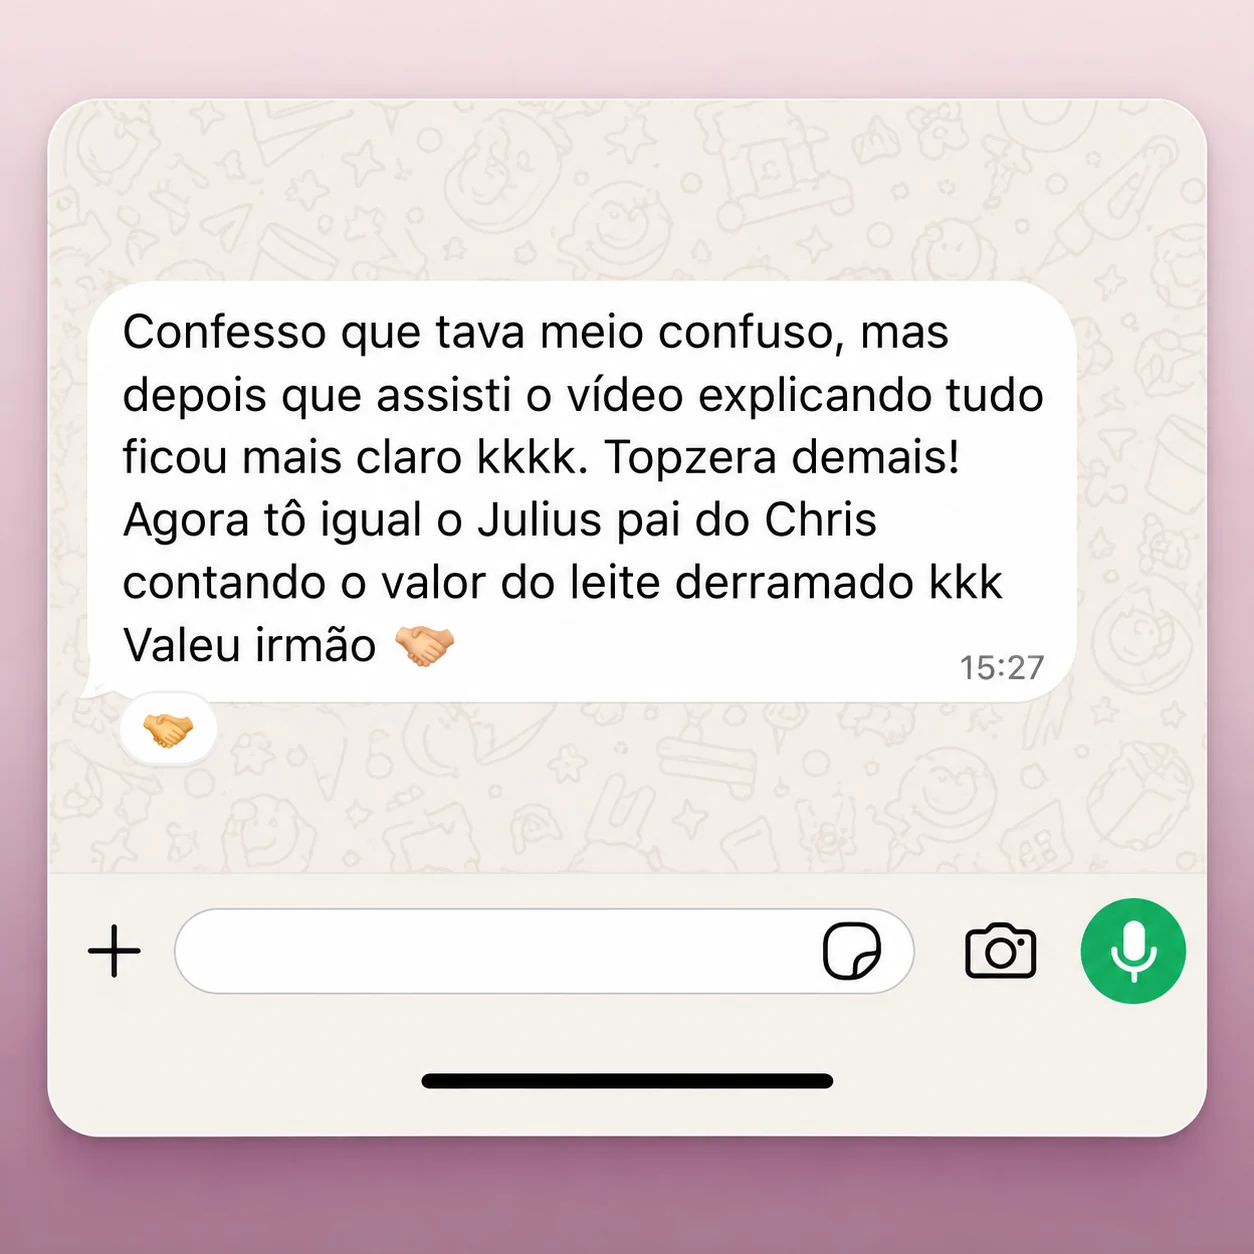 Confesso que tava meio confuso, mas
depois que assisti o vídeo explicando tudo
ficou mais claro kkkk. Topzera demais!
Agora tô igual o Julius pai do Chris
contando o valor do leite derramado kkk
Valeu irmão 🤝🏼
15:27
🤝